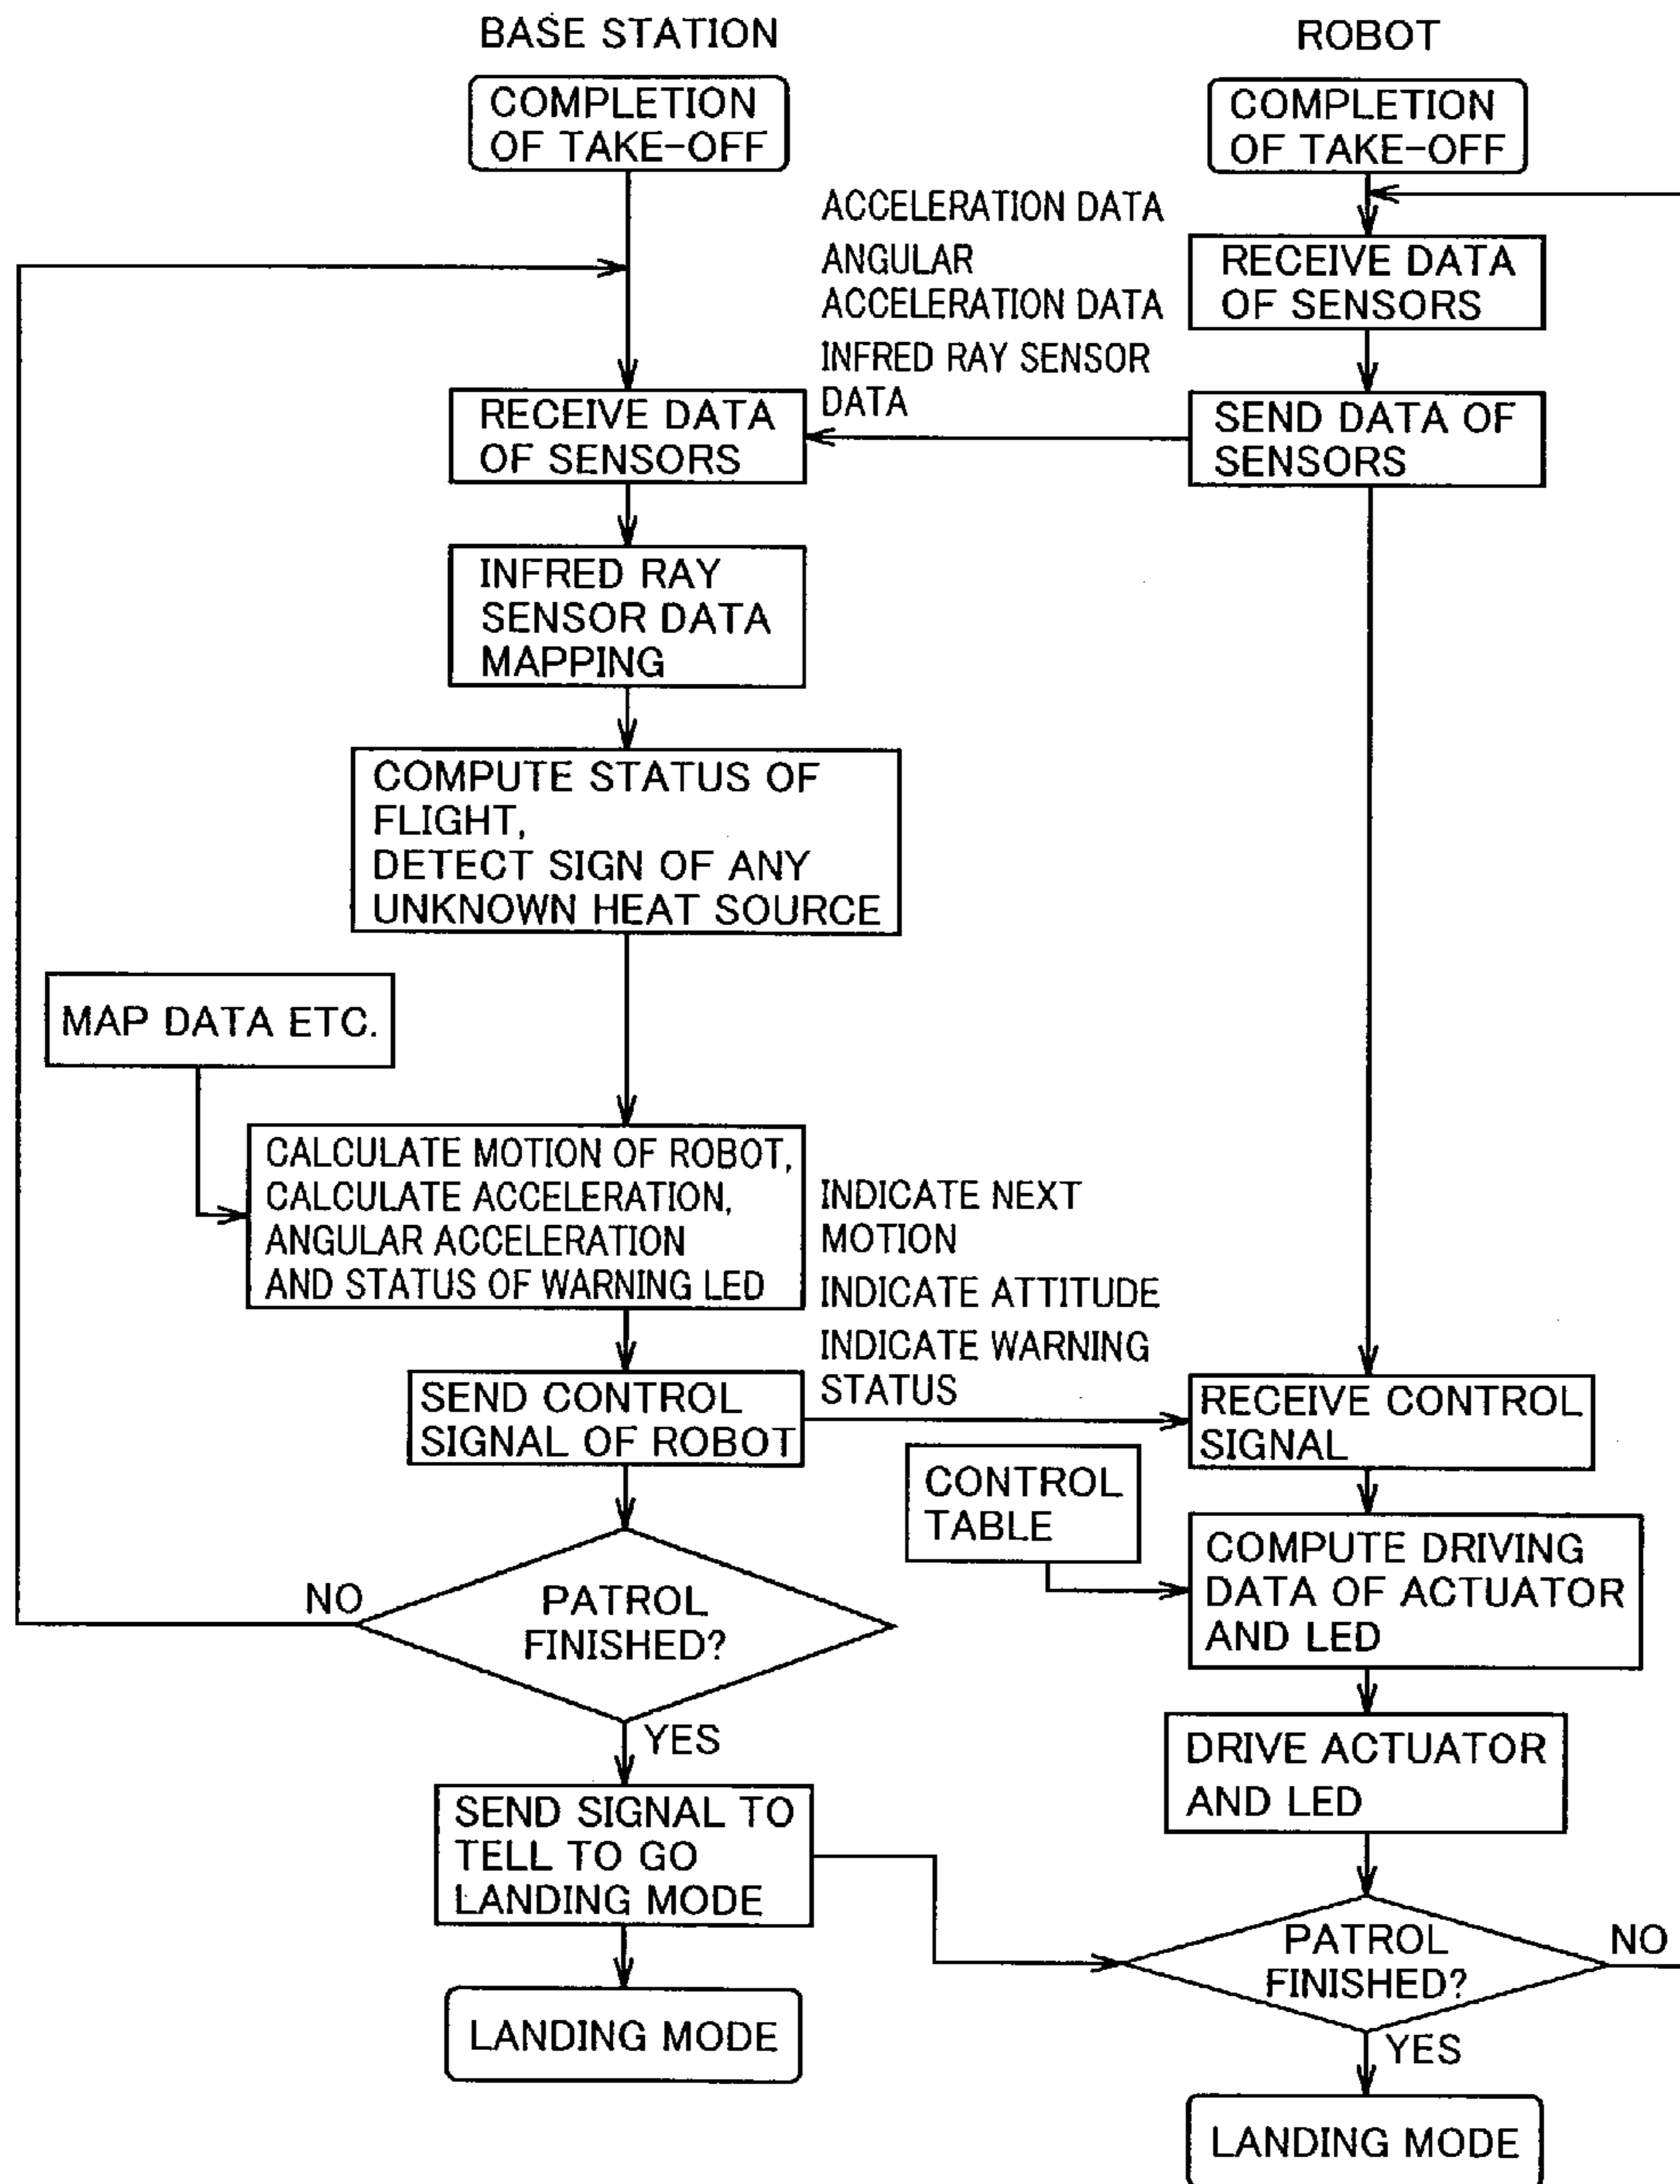 BASE STATION
COMPLETION
OF TAKE-OFF
RECEIVE DATA
OF SENSORS
INFRED RAY
SENSOR DATA
MAPPING
COMPUTE STATUS OF
FLIGHT,
DETECT SIGN OF ANY
UNKNOWN HEAT SOURCE
MAP DATA ETC.
CALCULATE MOTION OF ROBOT,
CALCULATE ACCELERATION,
ANGULAR ACCELERATION
AND STATUS OF WARNING LED
SEND CONTROL
SIGNAL OF ROBOT
NO
PATROL
FINISHED?
YES
SEND SIGNAL TO
TELL TO GO
LANDING MODE
LANDING MODE
ACCELERATION DATA
ANGULAR
ACCELERATION DATA
INFRED RAY SENSOR
DATA
INDICATE NEXT
MOTION
INDICATE ATTITUDE
INDICATE WARNING
STATUS
ROBOT
COMPLETION
OF TAKE-OFF
RECEIVE DATA
OF SENSORS
SEND DATA OF
SENSORS
RECEIVE CONTROL
SIGNAL
CONTROL
TABLE
COMPUTE DRIVING
DATA OF ACTUATOR
AND LED
DRIVE ACTUATOR
AND LED
PATROL
FINISHED?
NO
YES
LANDING MODE